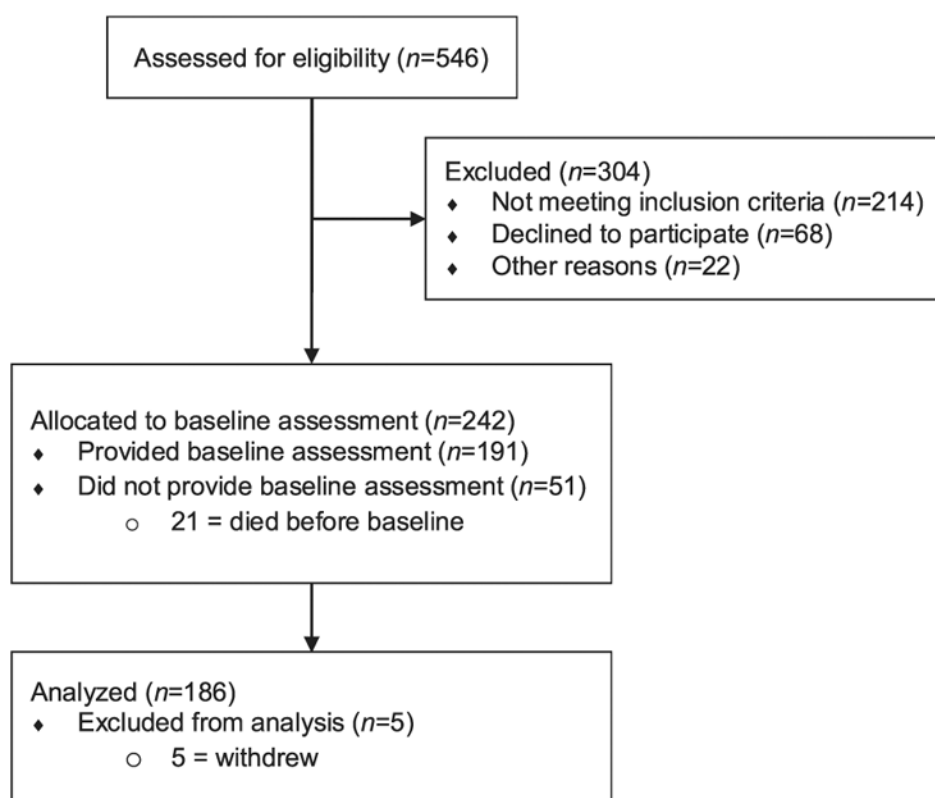 Assessed for eligibility (n=546)
Excluded (n=304)
♦ Not meeting inclusion criteria (n=214)
♦ Declined to participate (n=68)
♦ Other reasons (n=22)
Allocated to baseline assessment (n=242)
♦ Provided baseline assessment (n=191)
♦ Did not provide baseline assessment (n=51)
○ 21 = died before baseline
Analyzed (n=186)
♦ Excluded from analysis (n=5)
○ 5 = withdrew